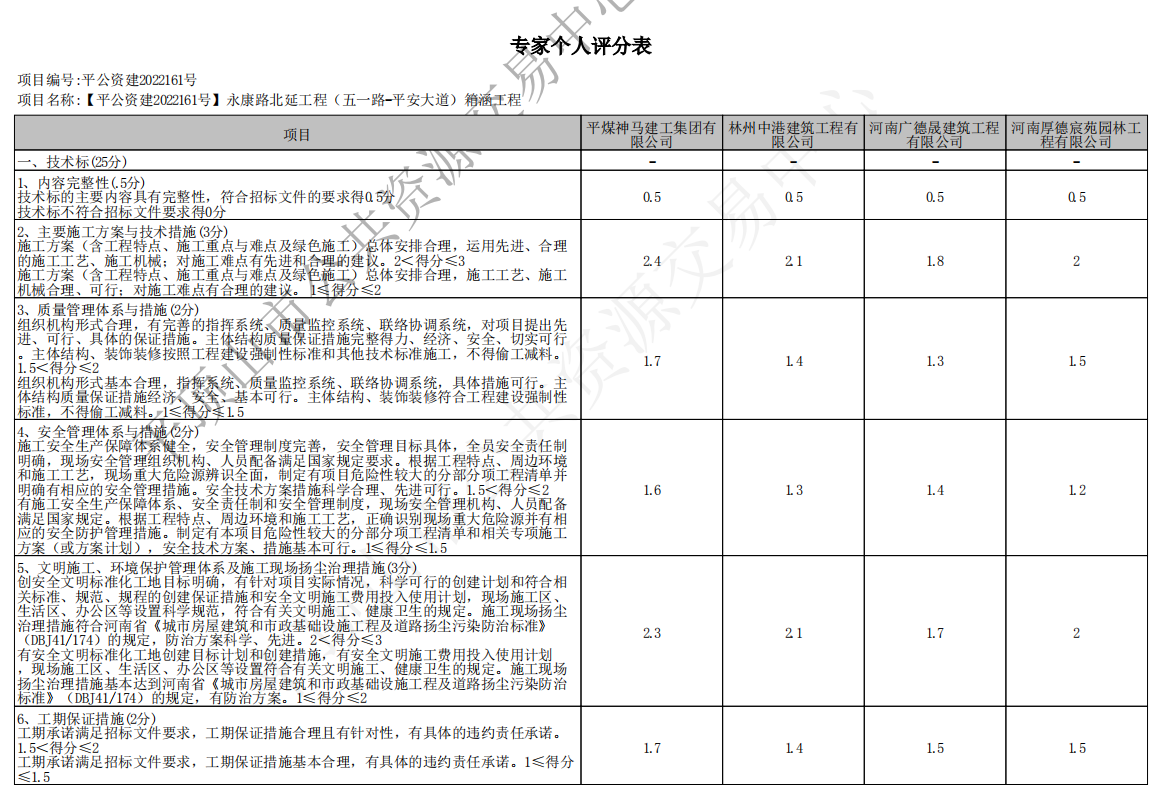 专家个人评分表
项目编号:平公资建2022161号
项目名称:【平公资建2022161号】永康路北延工程（五一路-平安大道）箱涵工程
项目 平煤神马建工集团有限公司 林州中港建筑工程有限公司 河南广德晟建筑工程有限公司 河南厚德宸苑园林工程有限公司
一、技术标(25分) - - - -
1、内容完整性(.5分)
技术标的主要内容具有完整性，符合招标文件的要求得0.5分
技术标不符合招标文件要求得0分
0.5 0.5 0.5 0.5
2、主要施工方案与技术措施(3分)
施工方案（含工程特点、施工重点与难点及绿色施工）总体安排合理，运用先进、合理
的施工工艺、施工机械；对施工难点有先进和合理的建议。2＜得分≤3
施工方案（含工程特点、施工重点与难点及绿色施工）总体安排合理，施工工艺、施工
机械合理、可行；对施工难点有合理的建议。1≤得分≤2
2.4 2.1 1.8 2
3、质量管理体系与措施(2分)
组织机构形式合理，有完善的指挥系统、质量监控系统、联络协调系统，对项目提出先
进、可行、具体的保证措施。主体结构质量保证措施完整得力、经济、安全、切实可行
。主体结构、装饰装修按照工程建设强制性标准和其他技术标准施工，不得偷工减料。
1.5＜得分≤2
组织机构形式基本合理，指挥系统、质量监控系统、联络协调系统，具体措施可行。主
体结构质量保证措施经济、安全、基本可行。主体结构、装饰装修符合工程建设强制性
标准，不得偷工减料。1≤得分≤1.5
1.7 1.4 1.3 1.5
4、安全管理体系与措施(2分)
施工安全生产保障体系健全，安全管理制度完善，安全管理目标具体，全员安全责任制
明确，现场安全管理组织机构、人员配备满足国家规定要求。根据工程特点、周边环境
和施工工艺，现场重大危险源辨识全面，制定有项目危险性较大的分部分项工程清单并
明确有相应的安全管理措施。安全技术方案措施科学合理、先进可行。1.5＜得分≤2
有施工安全生产保障体系、安全责任制和安全管理制度，现场安全管理机构、人员配备
满足国家规定。根据工程特点、周边环境和施工工艺，正确识别现场重大危险源并有相
应的安全防护管理措施。制定有本项目危险性较大的分部分项工程清单和相关专项施工
方案（或方案计划），安全技术方案、措施基本可行。1≤得分≤1.5
1.6 1.3 1.4 1.2
5、文明施工、环境保护管理体系及施工现场扬尘治理措施(3分)
创安全文明标准化工地目标明确，有针对项目实际情况，科学可行的创建计划和符合相
关标准、规范、规程的创建保证措施和安全文明施工费用投入使用计划，现场施工区、
生活区、办公区等设置科学规范，符合有关文明施工、健康卫生的规定。施工现场扬尘
治理措施符合河南省《城市房屋建筑和市政基础设施工程及道路扬尘污染防治标准》
（DBJ41/174）的规定，防治方案科学、先进。2＜得分≤3
有安全文明标准化工地创建目标计划和创建措施，有安全文明施工费用投入使用计划
，现场施工区、生活区、办公区等设置符合有关文明施工、健康卫生的规定。施工现场
扬尘治理措施基本达到河南省《城市房屋建筑和市政基础设施工程及道路扬尘污染防治
标准》（DBJ41/174）的规定，有防治方案。1≤得分≤2
2.3 2.1 1.7 2
6、工期保证措施(2分)
工期承诺满足招标文件要求，工期保证措施合理且有针对性，有具体的违约责任承诺。
1.5＜得分≤2
工期承诺满足招标文件要求，工期保证措施基本合理，有具体的违约责任承诺。1≤得分
≤1.5
1.7 1.4 1.5 1.5
平顶山市公共资源交易中心
共资源交易中心